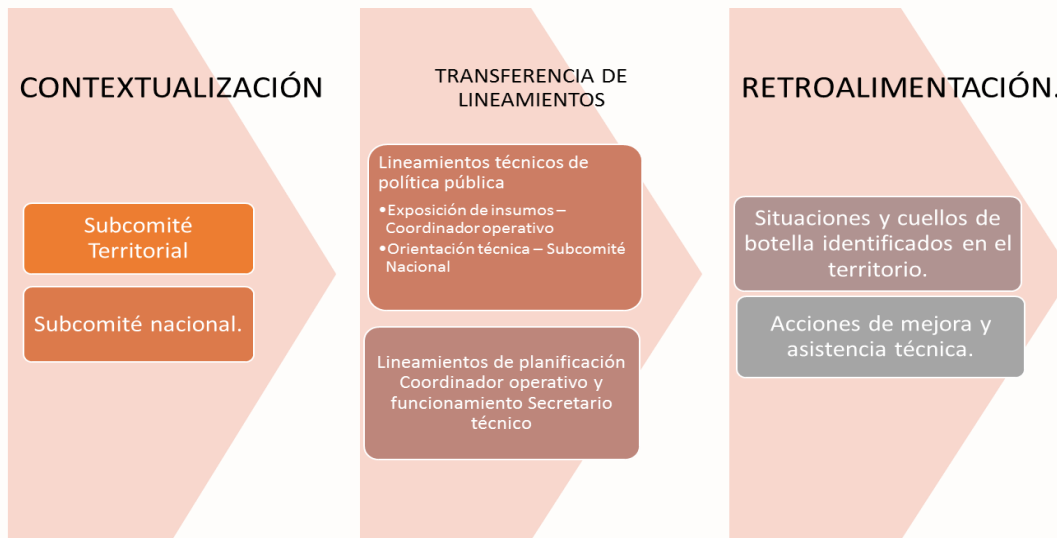 CONTEXTUALIZACIÓN
Subcomité
Territorial
Subcomité nacional.
TRANSFERENCIA DE
LINEAMIENTOS
Lineamientos técnicos de
política pública
•Exposición de insumos –
Coordinador operativo
•Orientación técnica – Subcomité
Nacional
Lineamientos de planificación
Coordinador operativo y
funcionamiento Secretario
técnico
RETROALIMENTACIÓN.
Situaciones y cuellos de
botella identificados en el
territorio.
Acciones de mejora y
asistencia técnica.